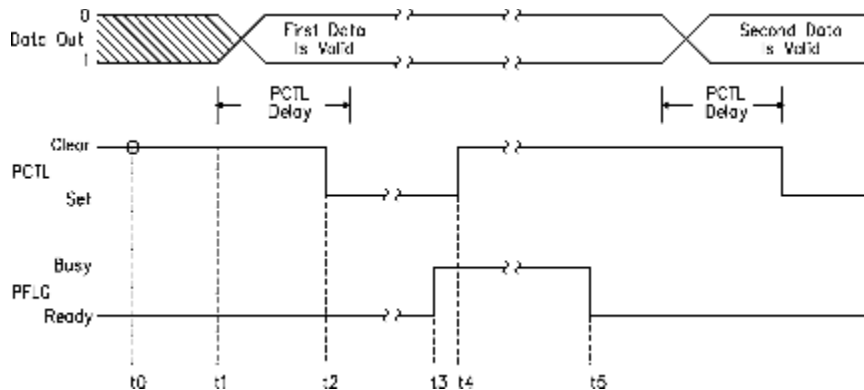 0
Data Out
1
First Data
Is Valid
Second Data
Is Valid
PCTL
Delay
PCTL
Delay
Clear
PCTL
Set
Busy
PFLG
Ready
t0 t1 t2 t3 t4 t5